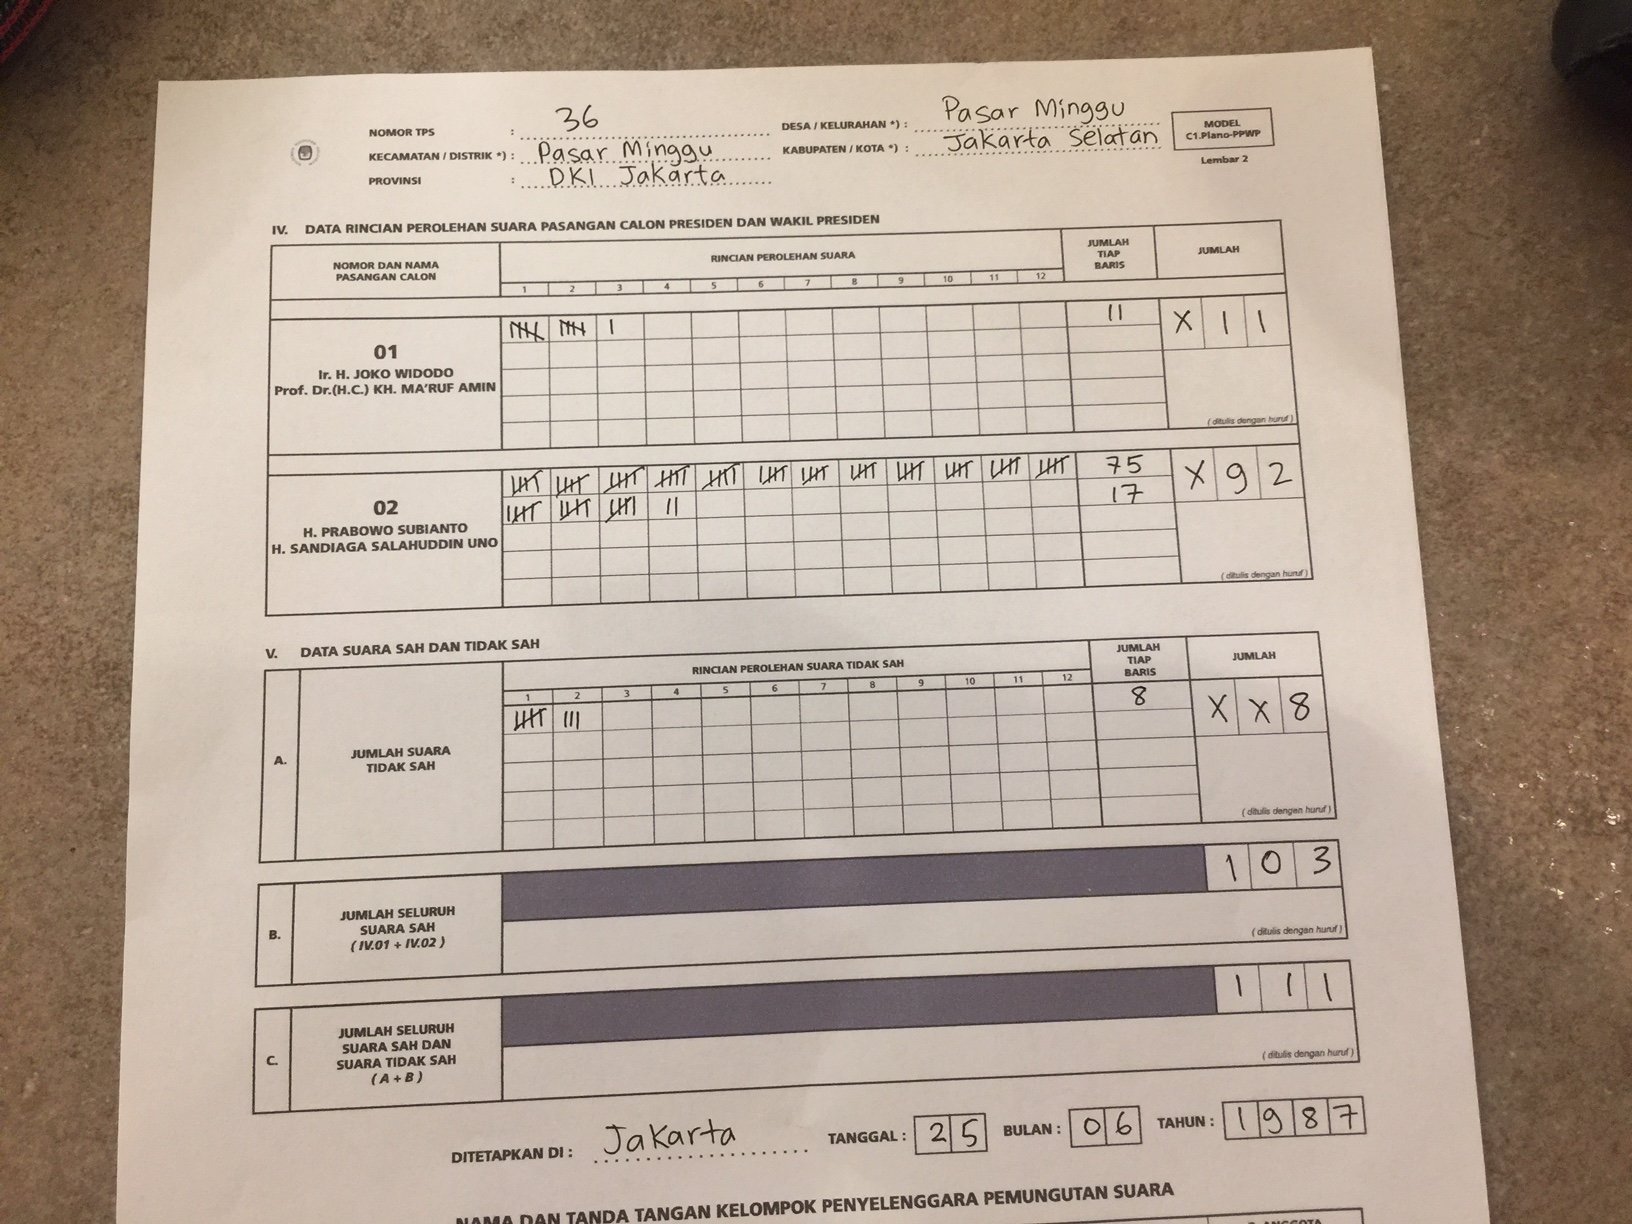 MODEL
C1.Plano-PPWP
Lembar 2
NOMOR TPS : 36
DESA / KELURAHAN *) : Pasar Minggu
KECAMATAN / DISTRIK *) : Pasar Minggu
KABUPATEN / KOTA *) : Jakarta Selatan
PROVINSI : DKI Jakarta
IV. DATA RINCIAN PEROLEHAN SUARA PASANGAN CALON PRESIDEN DAN WAKIL PRESIDEN
NOMOR DAN NAMA
PASANGAN CALON
RINCIAN PEROLEHAN SUARA
1 2 3 4 5 6 7 8 9 10 11 12
JUMLAH
TIAP
BARIS
JUMLAH
01
Ir. H. JOKO WIDODO
Prof. Dr.(H.C.) KH. MA'RUF AMIN
11
X 1 1
( ditulis dengan huruf )
02
H. PRABOWO SUBIANTO
H. SANDIAGA SALAHUDDIN UNO
75
17
X 9 2
( ditulis dengan huruf )
V. DATA SUARA SAH DAN TIDAK SAH
RINCIAN PEROLEHAN SUARA TIDAK SAH
1 2 3 4 5 6 7 8 9 10 11 12
JUMLAH
TIAP
BARIS
JUMLAH
A.
JUMLAH SUARA
TIDAK SAH
8
X X 8
( ditulis dengan huruf )
B.
JUMLAH SELURUH
SUARA SAH
( IV.01 + IV.02 )
1 0 3
( ditulis dengan huruf )
C.
JUMLAH SELURUH
SUARA SAH DAN
SUARA TIDAK SAH
( A + B )
1 1 1
( ditulis dengan huruf )
DITETAPKAN DI : Jakarta TANGGAL : 2 5 BULAN : 0 6 TAHUN : 1 9 8 7
NAMA DAN TANDA TANGAN KELOMPOK PENYELENGGARA PEMUNGUTAN SUARA